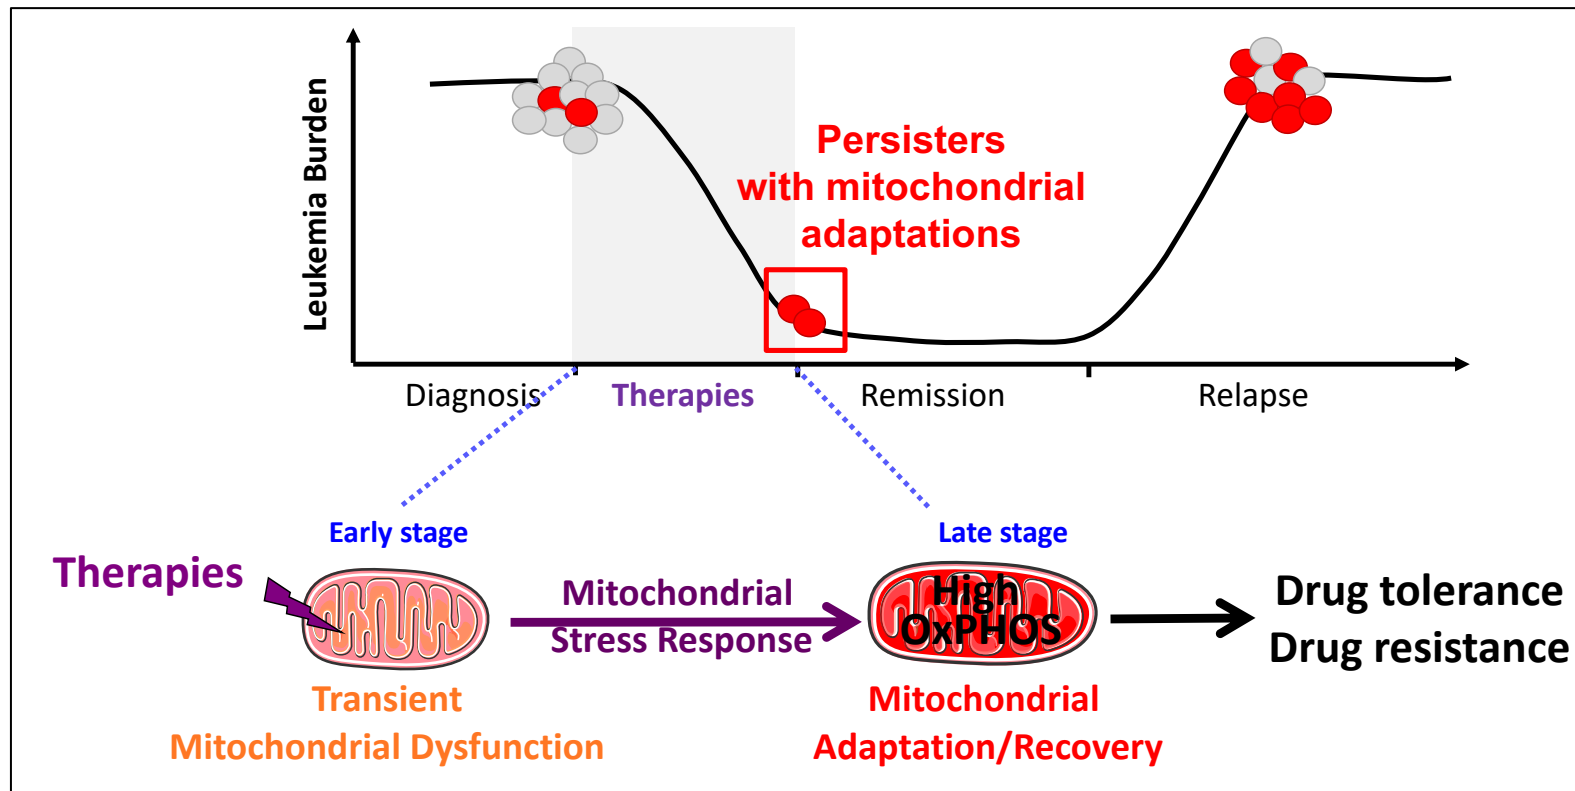 Leukemia Burden
Persisters
with mitochondrial
adaptations
Diagnosis
Therapies
Remission
Relapse
Early stage
Late stage
Therapies
Mitochondrial
Stress Response
High
OxPHOS
Drug tolerance
Drug resistance
Transient
Mitochondrial Dysfunction
Mitochondrial
Adaptation/Recovery